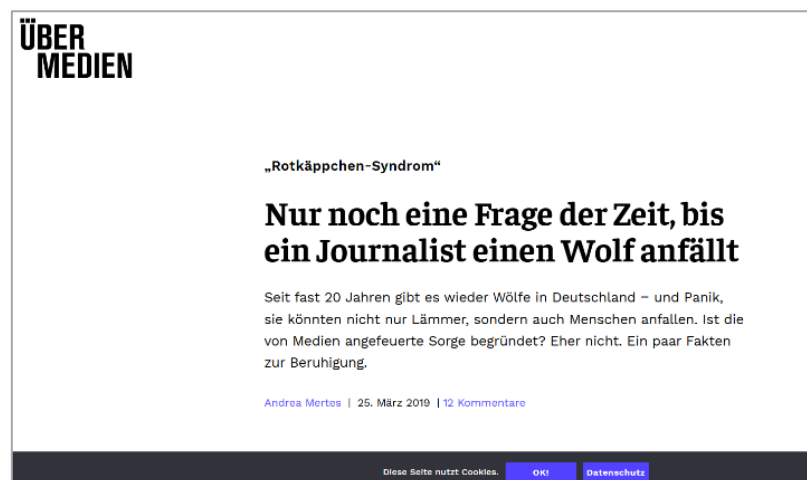 ÜBER
MEDIEN
„Rotkäppchen-Syndrom“
Nur noch eine Frage der Zeit, bis
ein Journalist einen Wolf anfällt
Seit fast 20 Jahren gibt es wieder Wölfe in Deutschland – und Panik,
sie könnten nicht nur Lämmer, sondern auch Menschen anfallen. Ist die
von Medien angefeuerte Sorge begründet? Eher nicht. Ein paar Fakten
zur Beruhigung.
Andrea Mertes | 25. März 2019 | 12 Kommentare
Diese Seite nutzt Cookies. OK! Datenschutz